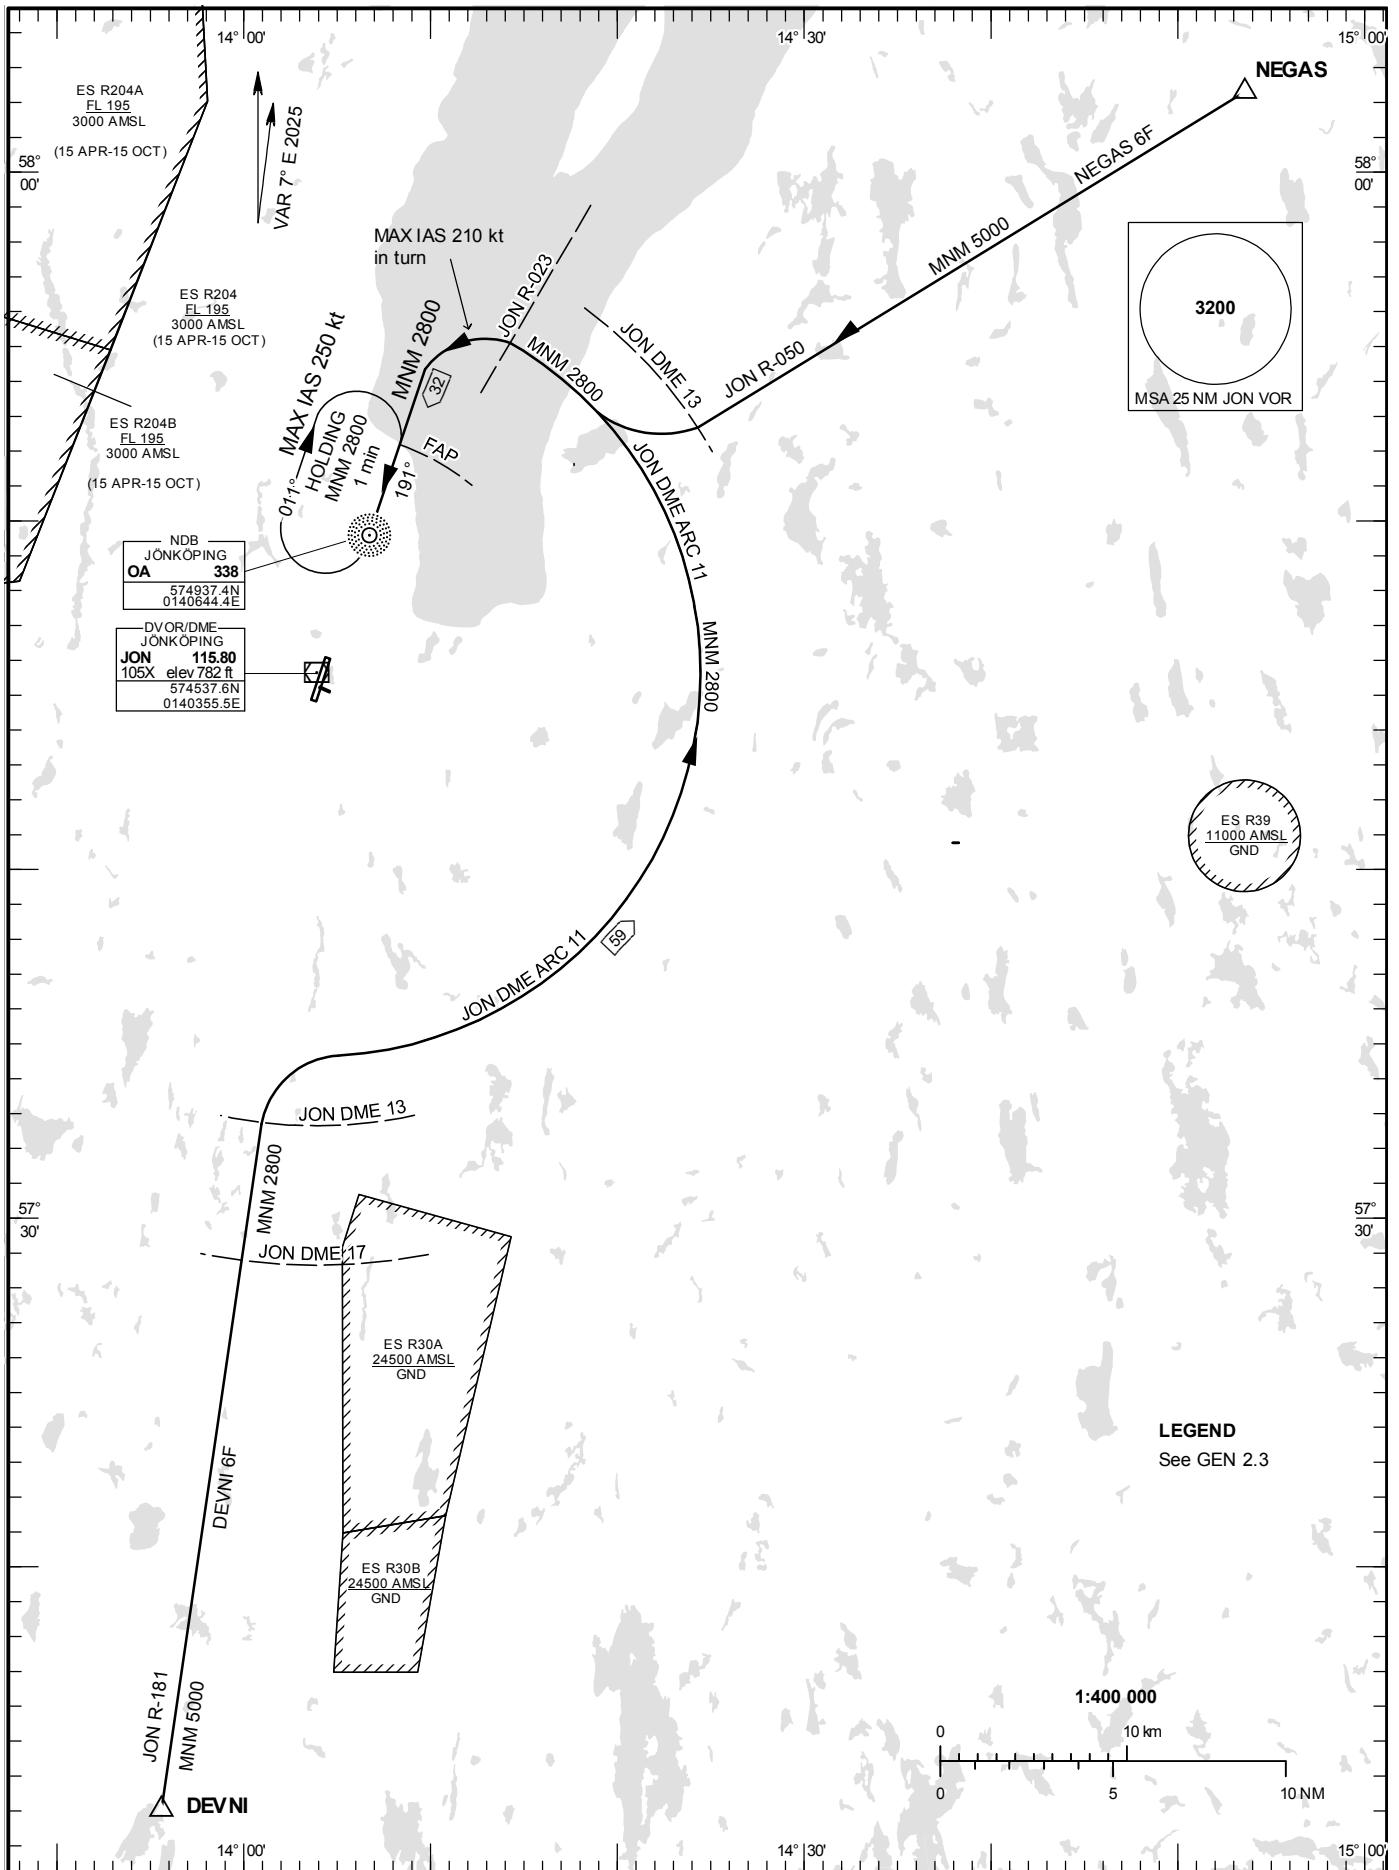 14° 00'
14° 30'
15° 00'
NEGAS
ES R204A
FL 195
3000 AMSL
(15 APR-15 OCT)
VAR 7° E 2025
58°
00'
58°
00'
NEGAS 6F
MNM 5000
JON R-050
MAX IAS 210 kt
in turn
JON R-023
3200
MSA 25 NM JON VOR
ES R204
FL 195
3000 AMSL
(15 APR-15 OCT)
MAX IAS 250 kt
MNM 2800
32
MNM 2800
JON DME 13
ES R204B
FL 195
3000 AMSL
(15 APR-15 OCT)
011°
HOLDING
MNM 2800
1 min
191°
FAP
JON DME ARC 11
NDB
JÖNKÖPING
OA 338
574937.4N
0140644.4E
DVOR/DME
JÖNKÖPING
JON 115.80
105X elev 782 ft
574537.6N
0140355.5E
MNM 2800
ES R39
11000 AMSL
GND
59
JON DME ARC 11
JON DME 13
MNM 2800
57°
30'
57°
30'
JON DME 17
ES R30A
24500 AMSL
GND
DEVNI 6F
LEGEND
See GEN 2.3
ES R30B
24500 AMSL
GND
JON R-181
MNM 5000
1:400 000
0 10 km
0 5 10 NM
DEVNI
14° 00'
14° 30'
15° 00'